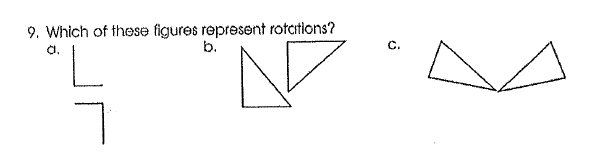 9. Which of these figures represent rotations?
a. b. c.